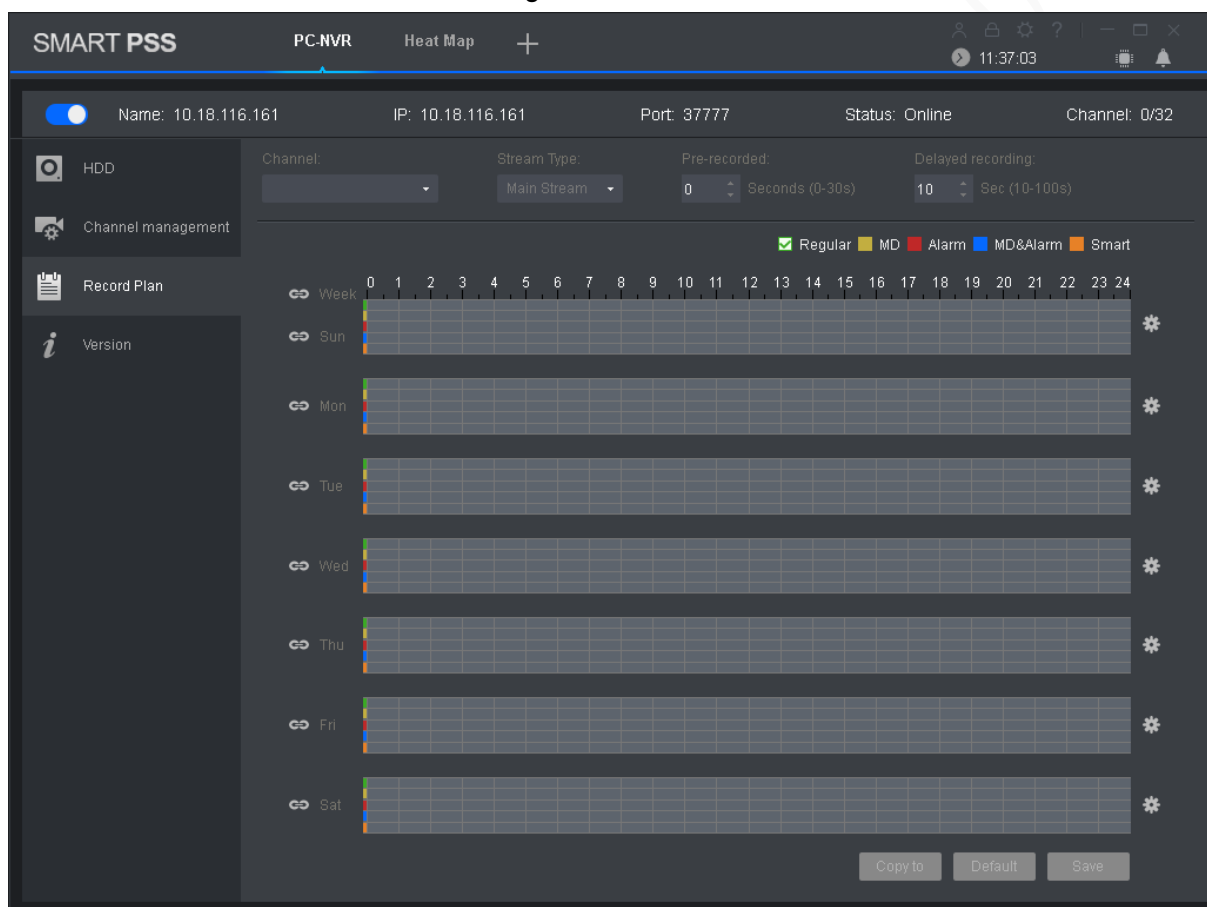 SMART PSS PC-NVR Heat Map
11:37:03
Name: 10.18.116.161 IP: 10.18.116.161 Port: 37777 Status: Online Channel: 0/32
HDD
Channel management
Record Plan
Version
Channel: Stream Type: Pre-recorded: Delayed recording:
Main Stream 0 Seconds (0-30s) 10 Sec (10-100s)
Regular MD Alarm MD&Alarm Smart
Week 0 1 2 3 4 5 6 7 8 9 10 11 12 13 14 15 16 17 18 19 20 21 22 23 24
Sun
Mon
Tue
Wed
Thu
Fri
Sat
Copy to Default Save